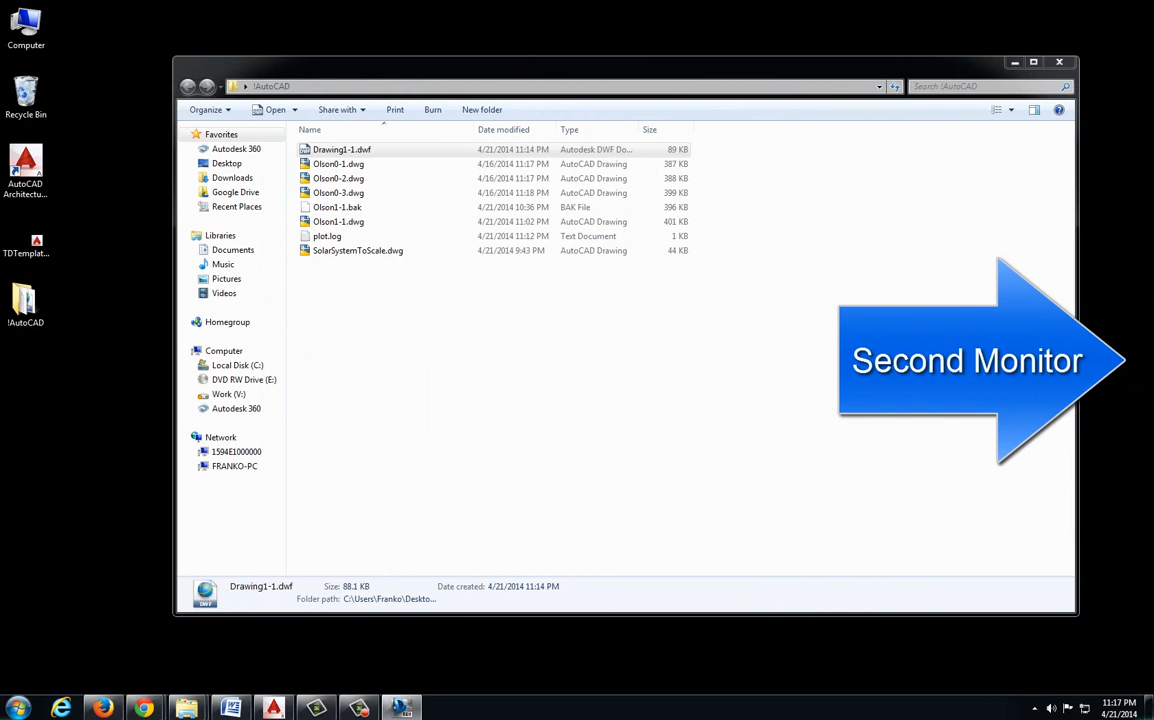 Computer
Recycle Bin
AutoCAD
Architectu...
TDTemplat...
!AutoCAD
!AutoCAD
Search !AutoCAD
Organize Open Share with Print Burn New folder
Name Date modified Type Size
Favorites
Autodesk 360
Desktop
Downloads
Google Drive
Recent Places
Libraries
Documents
Music
Pictures
Videos
Homegroup
Computer
Local Disk (C:)
DVD RW Drive (E:)
Work (V:)
Autodesk 360
Network
1594E1000000
FRANKO-PC
Drawing1-1.dwf 4/21/2014 11:14 PM Autodesk DWF Do... 89 KB
Olson0-1.dwg 4/16/2014 11:17 PM AutoCAD Drawing 387 KB
Olson0-2.dwg 4/16/2014 11:17 PM AutoCAD Drawing 388 KB
Olson0-3.dwg 4/16/2014 11:18 PM AutoCAD Drawing 399 KB
Olson1-1.bak 4/21/2014 10:36 PM BAK File 396 KB
Olson1-1.dwg 4/21/2014 11:02 PM AutoCAD Drawing 401 KB
plot.log 4/21/2014 11:12 PM Text Document 1 KB
SolarSystemToScale.dwg 4/21/2014 9:43 PM AutoCAD Drawing 44 KB
Second Monitor
DWF
Drawing1-1.dwf Size: 88.1 KB Date created: 4/21/2014 11:14 PM
Folder path: C:\Users\Franko\Deskto...
11:17 PM
4/21/2014